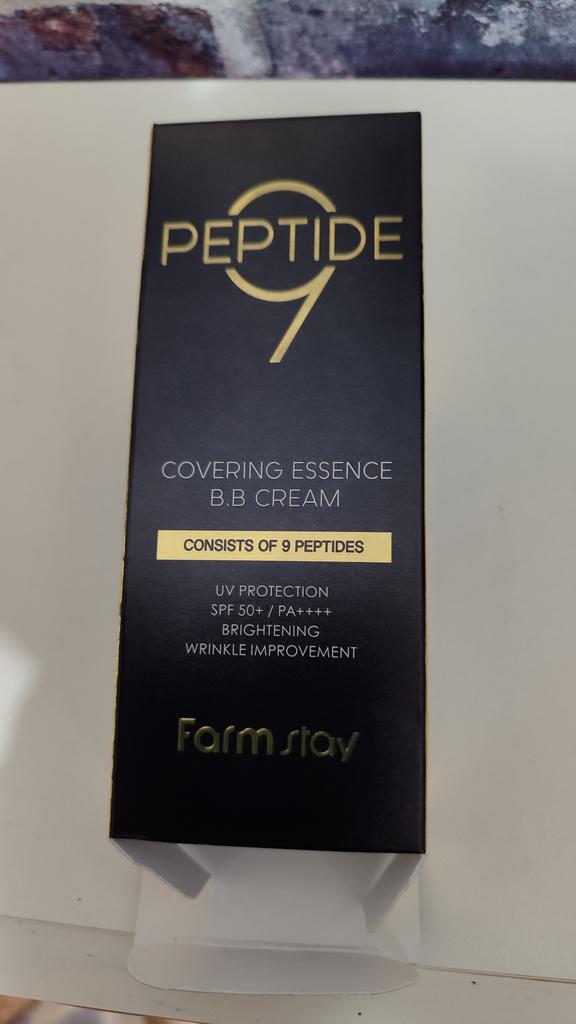 PEPTIDE
9
COVERING ESSENCE
B.B CREAM
CONSISTS OF 9 PEPTIDES
UV PROTECTION
SPF 50+ / PA++++
BRIGHTENING
WRINKLE IMPROVEMENT
Farm stay